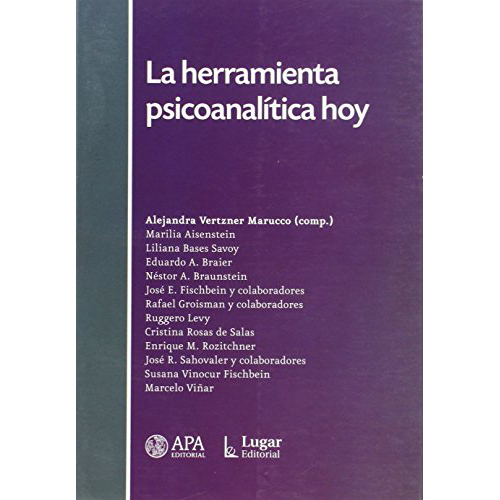 La herramienta
psicoanalítica hoy
Alejandra Vertzner Marucco (comp.)
Marilia Aisenstein
Liliana Bases Savoy
Eduardo A. Braier
Néstor A. Braunstein
José E. Fischbein y colaboradores
Rafael Groisman y colaboradores
Ruggero Levy
Cristina Rosas de Salas
Enrique M. Rozitchner
José R. Sahovaler y colaboradores
Susana Vinocur Fischbein
Marcelo Viñar
APA
EDITORIAL
Lugar
Editorial